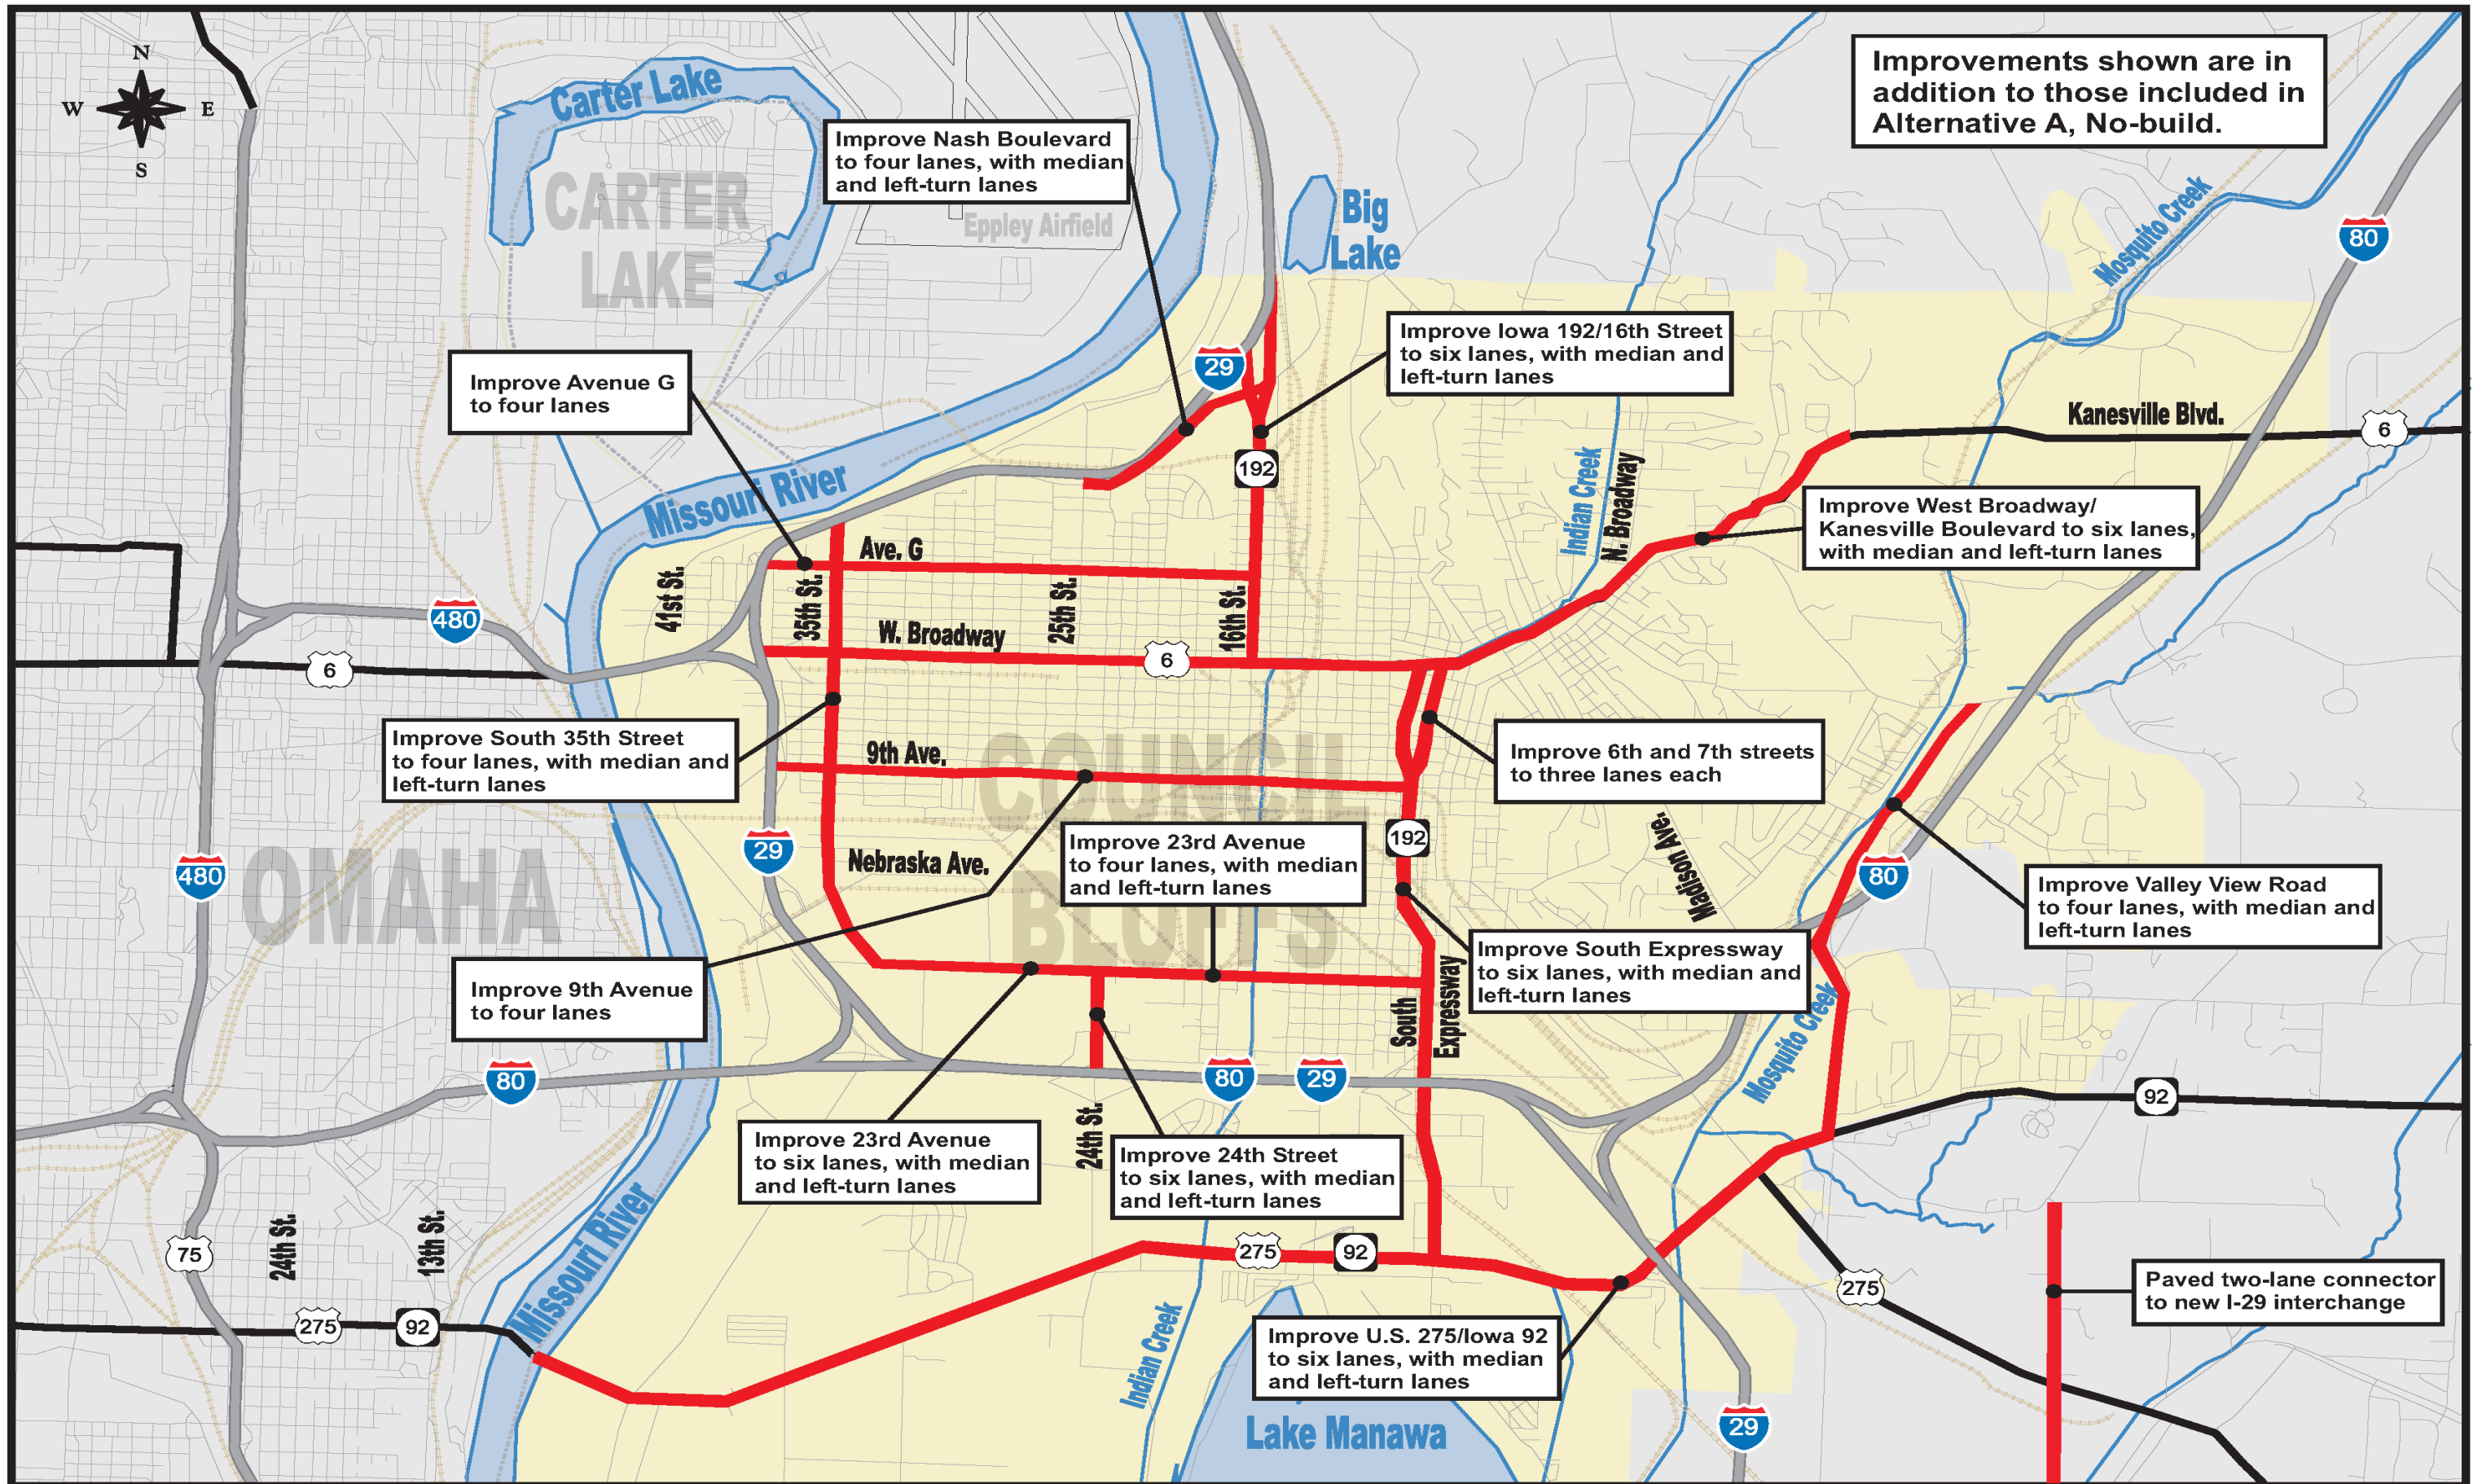 N
W
E
S
Carter Lake
CARTER
LAKE
Eppley Airfield
Big
Lake
Improvements shown are in
addition to those included in
Alternative A, No-build.
Mosquito Creek
80
Improve Nash Boulevard
to four lanes, with median
and left-turn lanes
Improve Iowa 192/16th Street
to six lanes, with median and
left-turn lanes
29
Improve Avenue G
to four lanes
Kanesville Blvd.
6
192
Missouri River
Indian Creek
N. Broadway
Improve West Broadway/
Kanesville Boulevard to six lanes,
with median and left-turn lanes
Ave. G
41st St.
35th St.
25th St.
16th St.
480
W. Broadway
6
6
Improve South 35th Street
to four lanes, with median and
left-turn lanes
9th Ave.
COUNCIL
BLUFFS
Improve 6th and 7th streets
to three lanes each
29
Nebraska Ave.
Improve 23rd Avenue
to four lanes, with median
and left-turn lanes
192
Madison Ave.
80
480
OMAHA
Improve Valley View Road
to four lanes, with median and
left-turn lanes
Improve 9th Avenue
to four lanes
Improve South Expressway
to six lanes, with median and
left-turn lanes
South
Expressway
Mosquito Creek
80
80
29
92
24th St.
Improve 23rd Avenue
to six lanes, with median
and left-turn lanes
Improve 24th Street
to six lanes, with median
and left-turn lanes
75
24th St.
13th St.
Missouri River
275
92
275
92
275
Paved two-lane connector
to new I-29 interchange
Indian Creek
Improve U.S. 275/Iowa 92
to six lanes, with median
and left-turn lanes
Lake Manawa
29